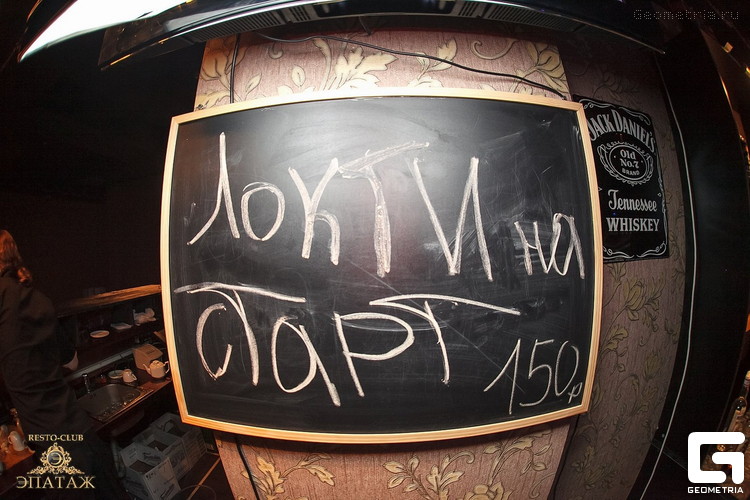 Geometria.ru
ЛОКТИ на
СТАРТ 150р
JACK DANIEL'S
Old
No.7
BRAND
Tennessee
WHISKEY
RESTO-CLUB
ЭПАТАЖ
GEOMETRIA